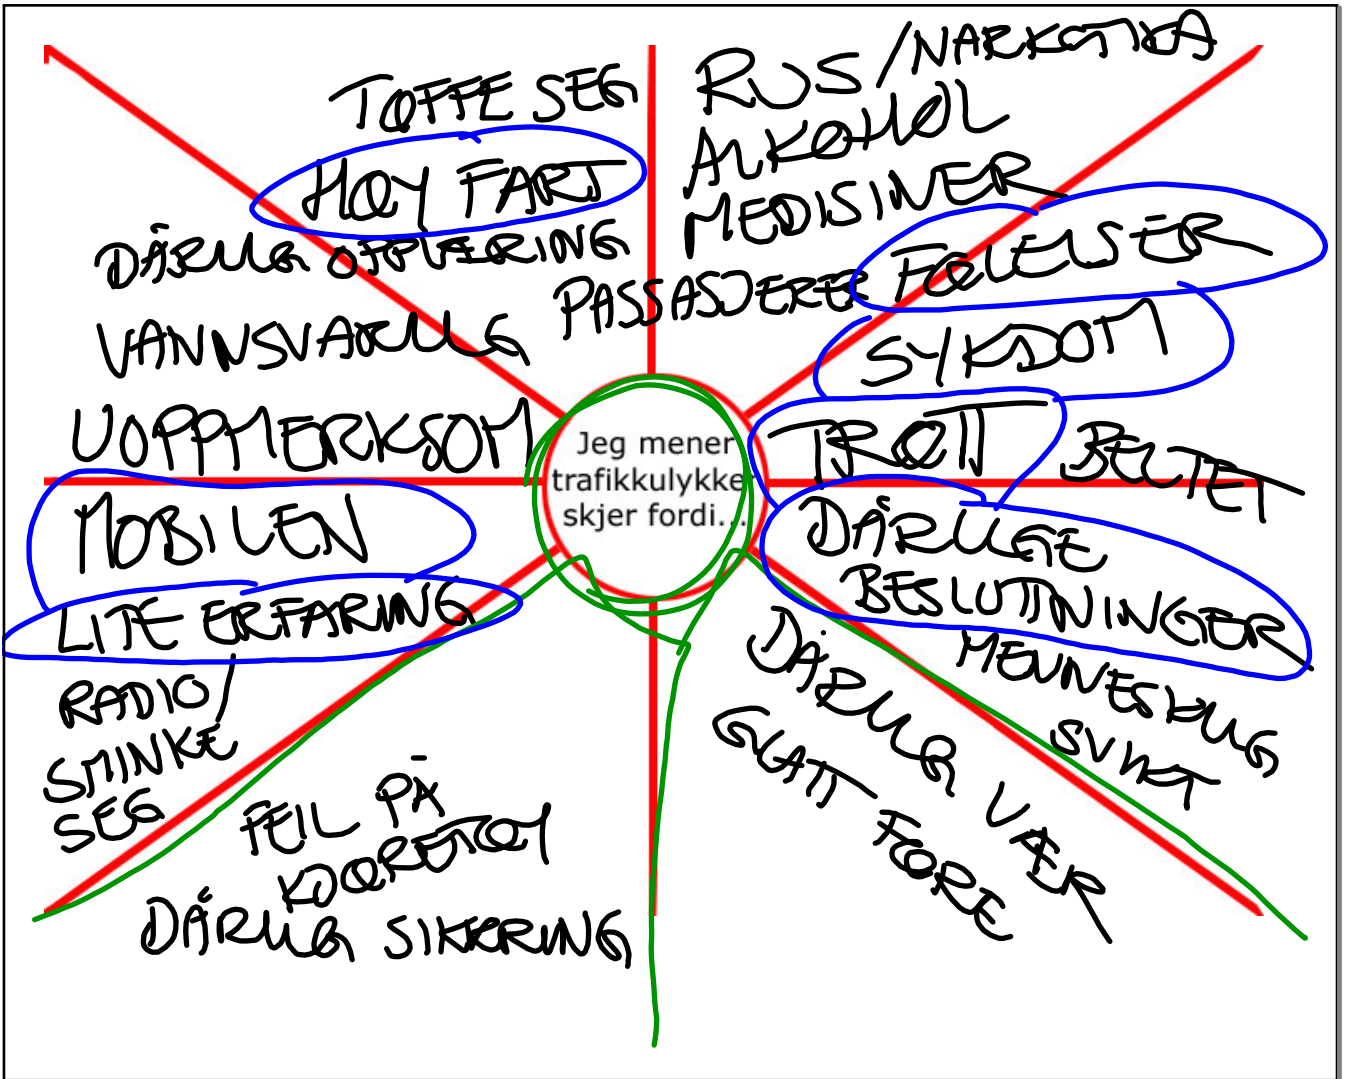 TØFFE SEG
HØY FART
DÅRLIG OPPLÆRING
VANNSVARLIG
UOPPMERKSOM
MOBILEN
LITE ERFARING
RADIO/
SMINKE
SEG
FEIL PÅ
KJØRETØY
DÅRLIG SIKKRING
RUS/NARKOTIKA
ALKOHOL
MEDISINER
PASSASJERER
FØLELSER
SYKDOM
TRØTT
BELTET
DÅRLIGE
BESLUTNINGER
MENNESKLIG
SVIKT
DÅRLIG VÆR
GLATT FØRE
Jeg mener
trafikkulykke
skjer fordi...